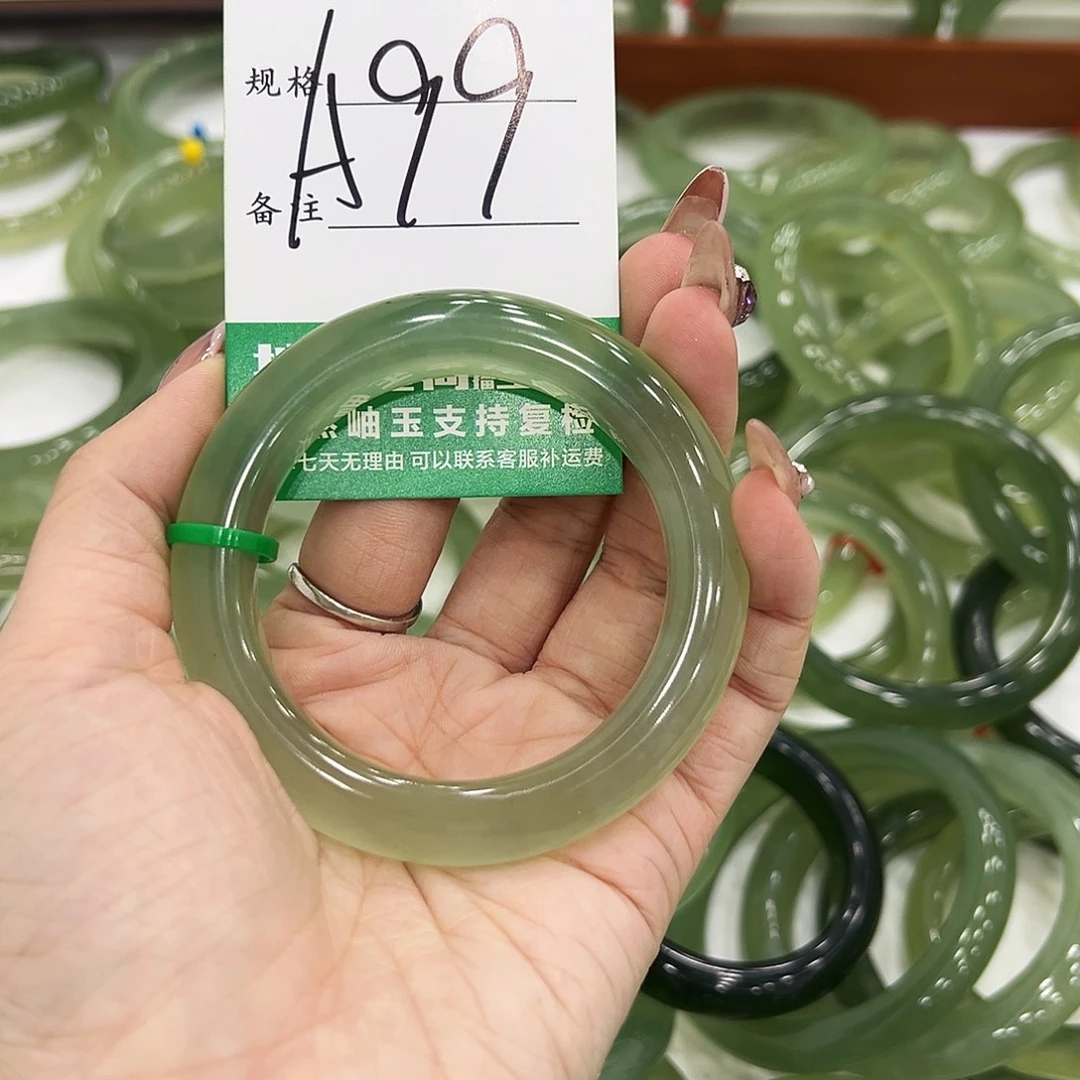 规格 A99
备注
岫玉支持复检
七天无理由 可以联系客服补运费